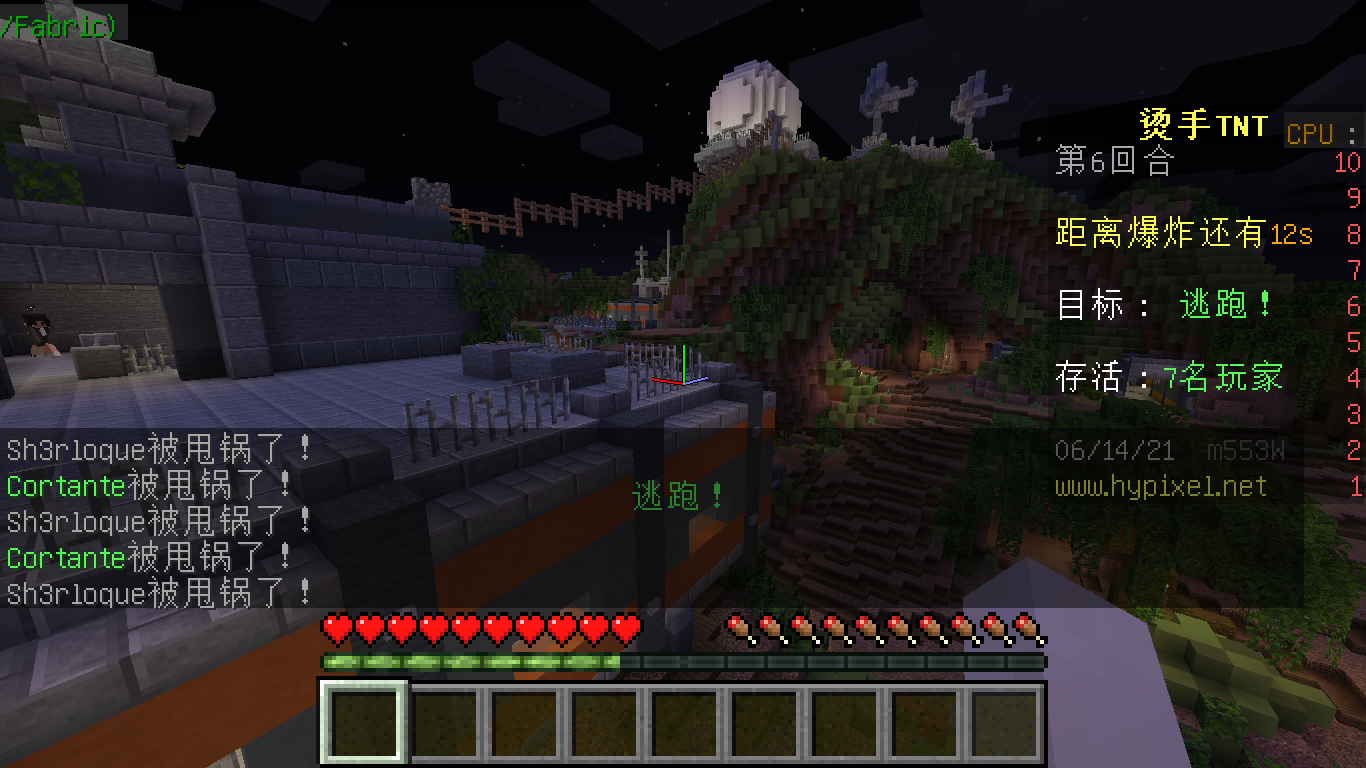 /Fabric)
烫手TNT
CPU :
第6回合 10
9
距离爆炸还有12s 8
7
目标： 逃跑！ 6
5
存活：7名玩家 4
3
06/14/21 m553W 2
www.hypixel.net 1
Sh3rloque被甩锅了！
Cortante被甩锅了！
Sh3rloque被甩锅了！
Cortante被甩锅了！
Sh3rloque被甩锅了！
逃跑！